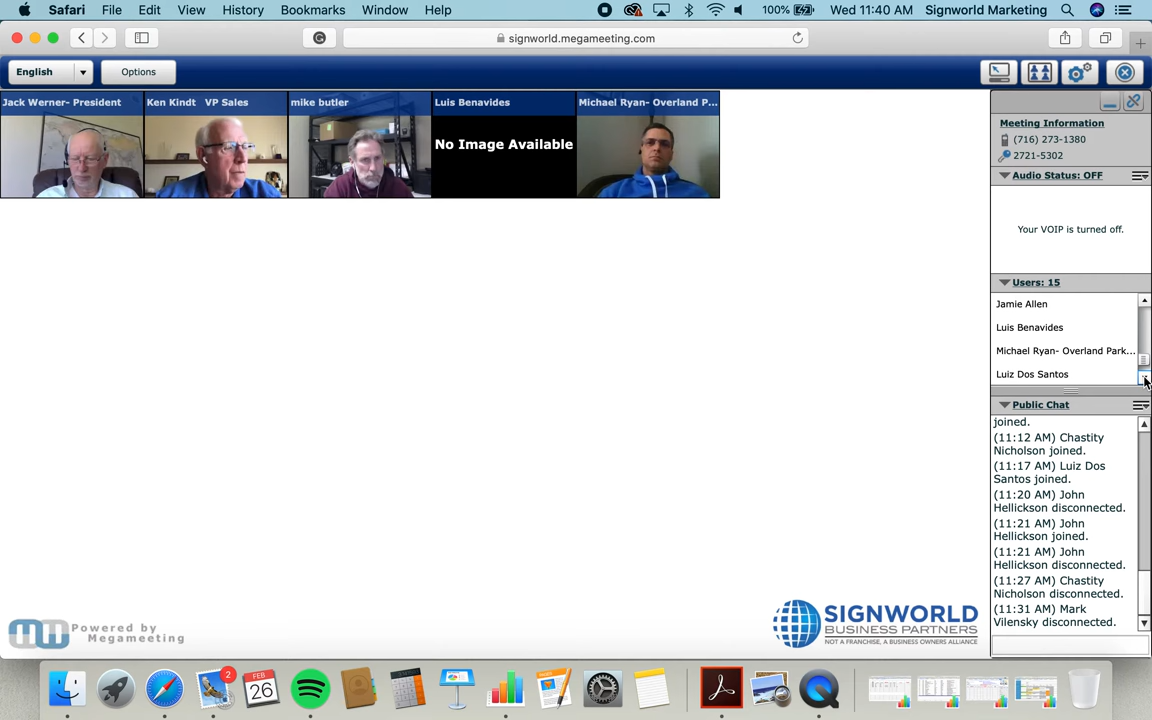 Safari File Edit View History Bookmarks Window Help 100% Wed 11:40 AM Signworld Marketing
signworld.megameeting.com
English Options
Jack Werner- President Ken Kindt VP Sales mike butler Luis Benavides Michael Ryan- Overland P...
No Image Available
Meeting Information
(716) 273-1380
2721-5302
Audio Status: OFF
Your VOIP is turned off.
Users: 15
Jamie Allen
Luis Benavides
Michael Ryan- Overland Park...
Luiz Dos Santos
Public Chat
joined.
(11:12 AM) Chastity
Nicholson joined.
(11:17 AM) Luiz Dos
Santos joined.
(11:20 AM) John
Hellickson disconnected.
(11:21 AM) John
Hellickson joined.
(11:21 AM) John
Hellickson disconnected.
(11:27 AM) Chastity
Nicholson disconnected.
(11:31 AM) Mark
Vilensky disconnected.
Powered by
Megameeting
SIGNWORLD
BUSINESS PARTNERS
NOT A FRANCHISE, A BUSINESS OWNERS ALLIANCE
2
FEB
26